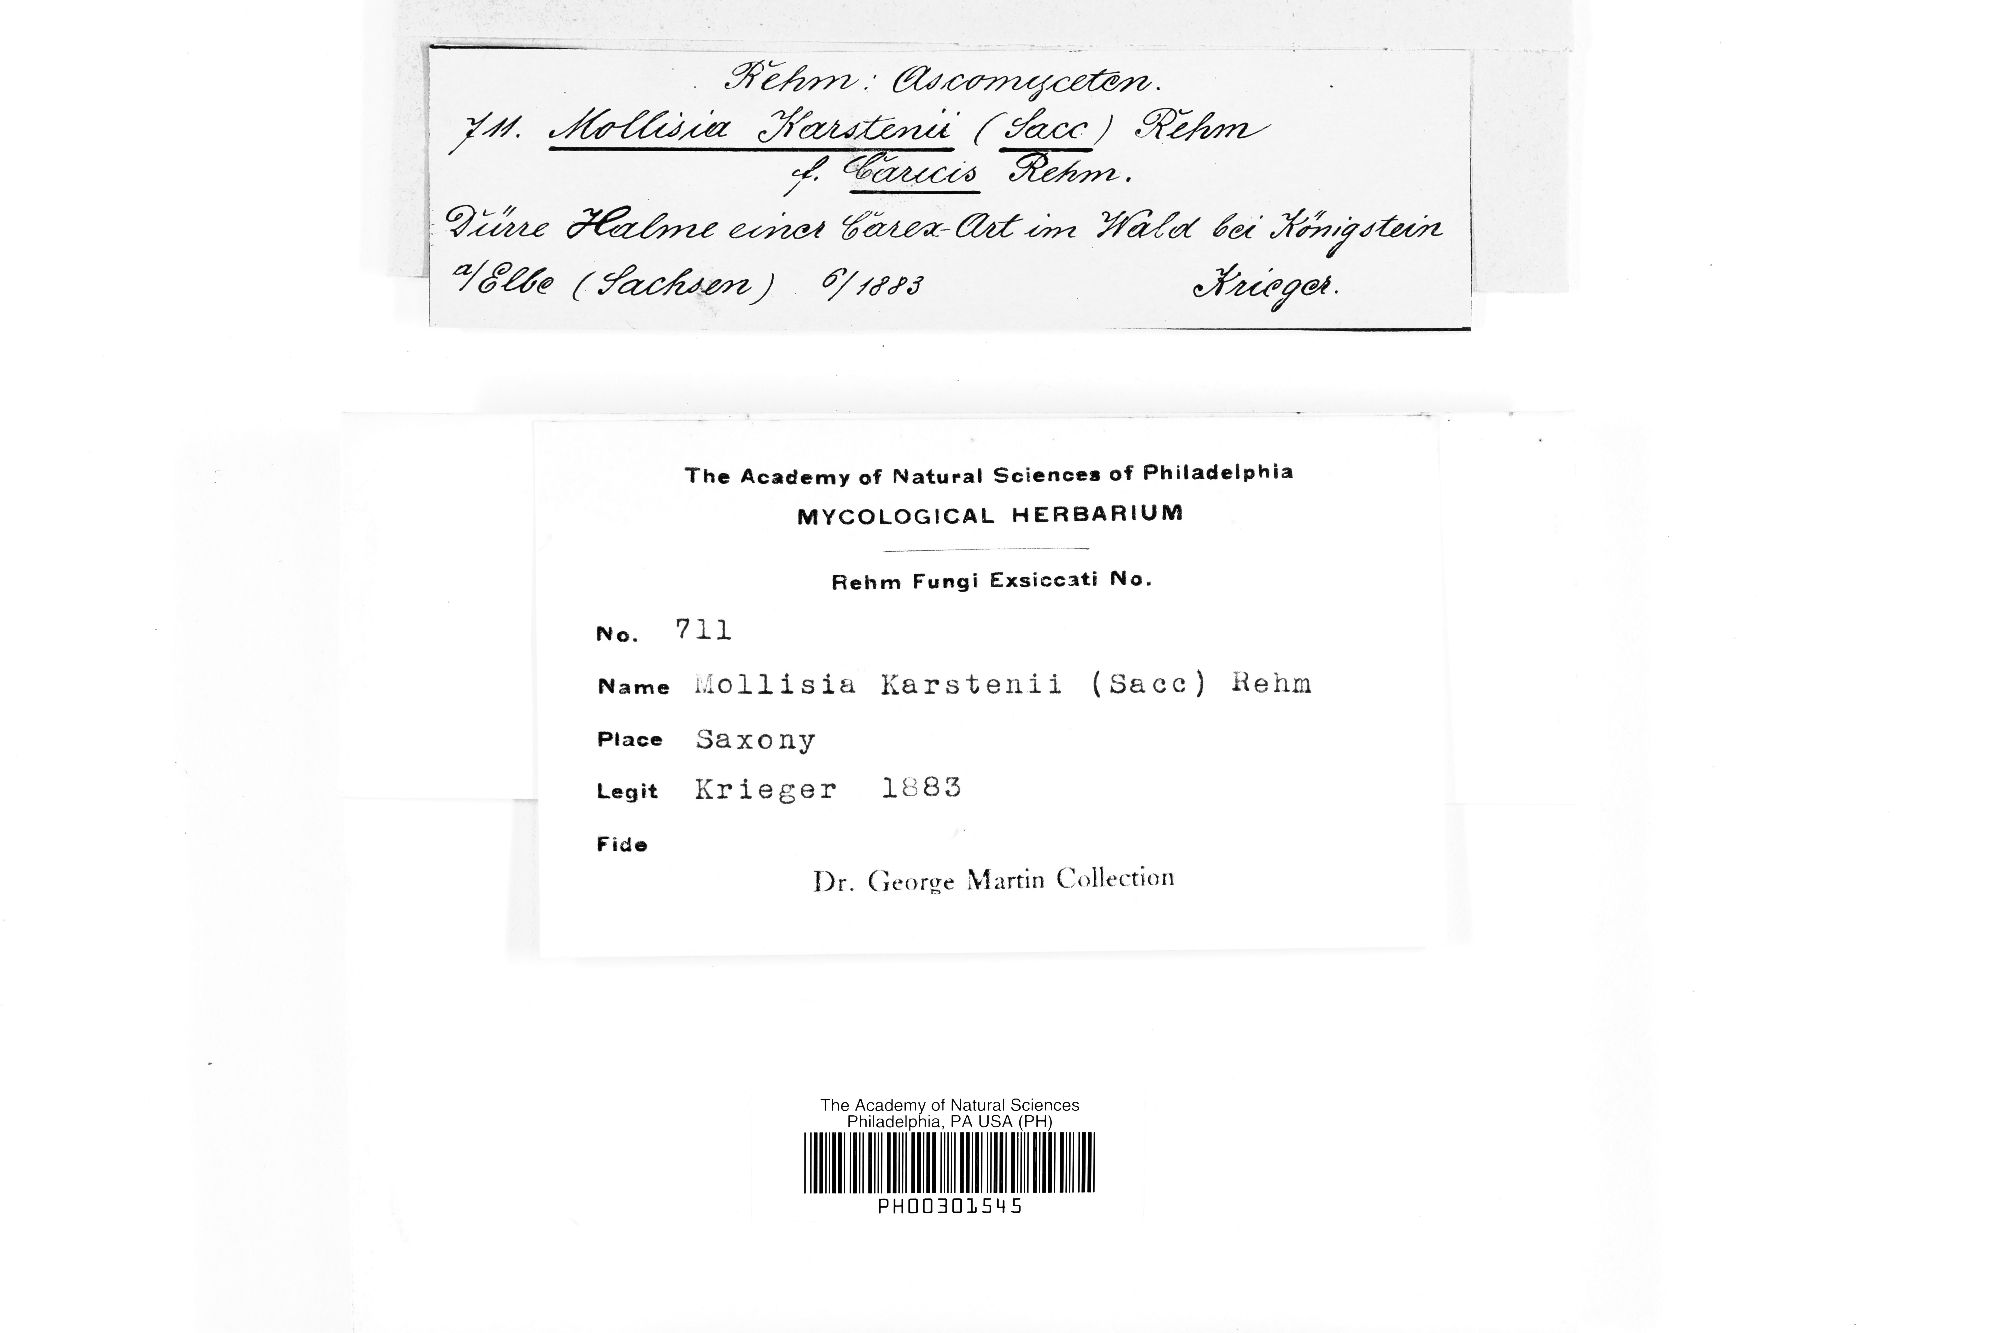 Rehm: Ascomyceten.
711. Mollisia Karstenii (Sacc) Rehm
f. Caricis Rehm.
Dürre Halme einer Carex-Art im Wald bei Königstein
a/Elbe (Sachsen) 6/1883 Krieger.
The Academy of Natural Sciences of Philadelphia
MYCOLOGICAL HERBARIUM
Rehm Fungi Exsiccati No.
No. 711
Name Mollisia Karstenii (Sacc) Rehm
Place Saxony
Legit Krieger 1883
Fide
Dr. George Martin Collection
The Academy of Natural Sciences
Philadelphia, PA USA (PH)
PH00301545